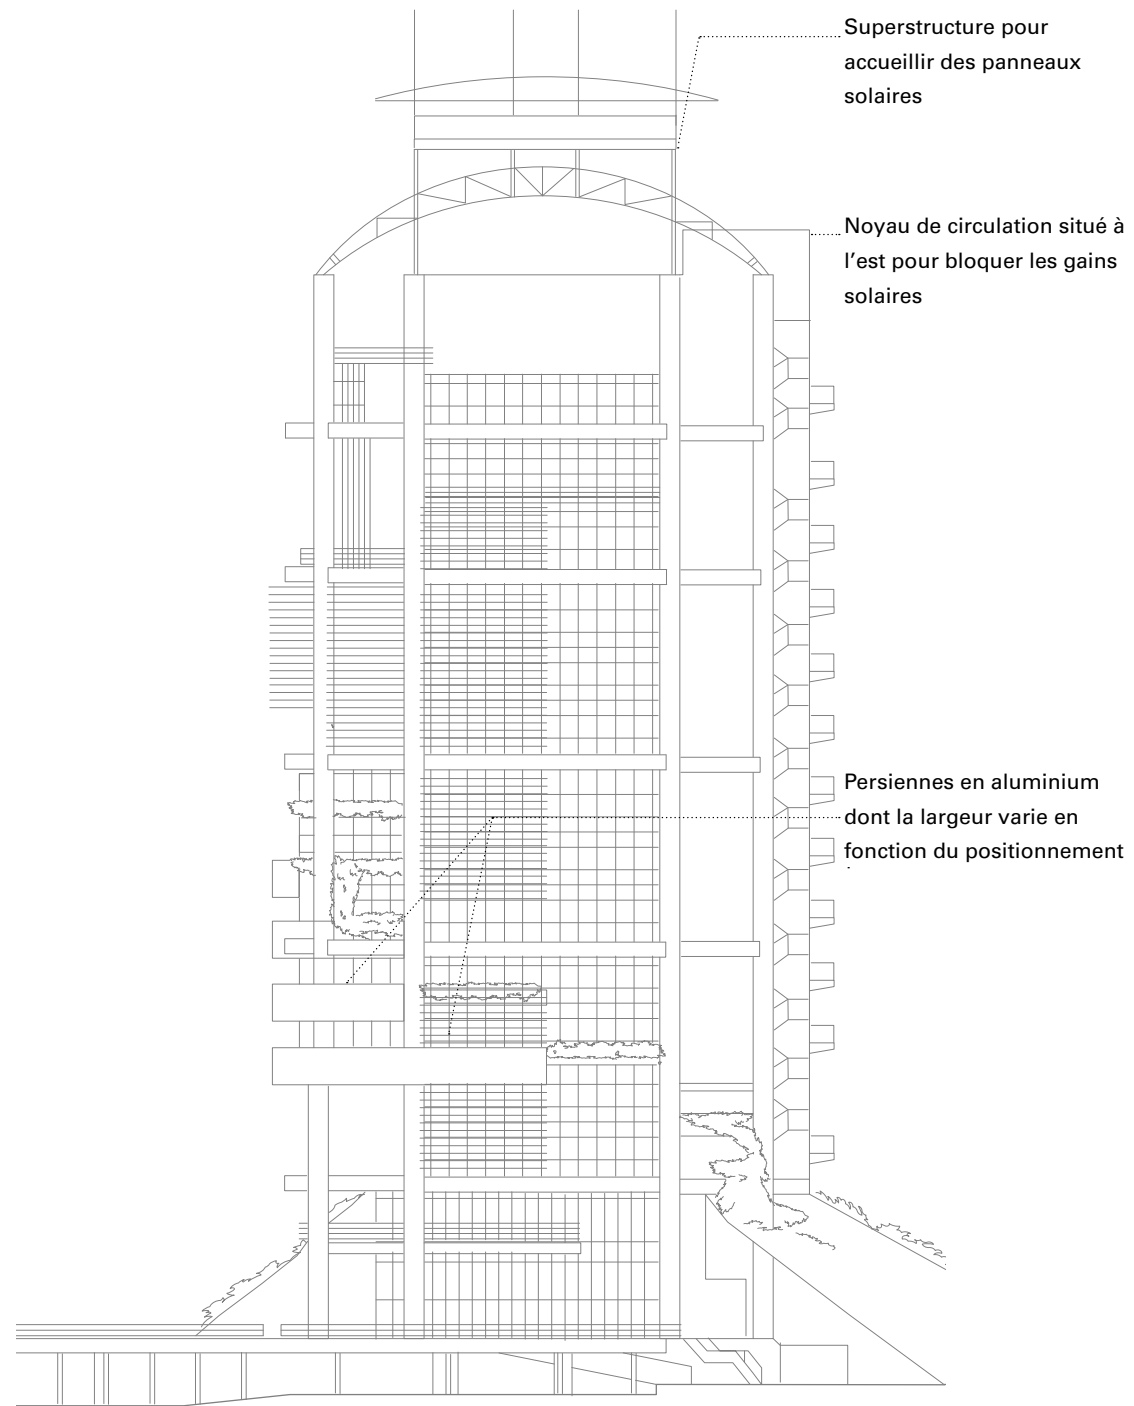 Superstructure pour
accueillir des panneaux
solaires
Noyau de circulation situé à
l’est pour bloquer les gains
solaires
Persiennes en aluminium
dont la largeur varie en
fonction du positionnement